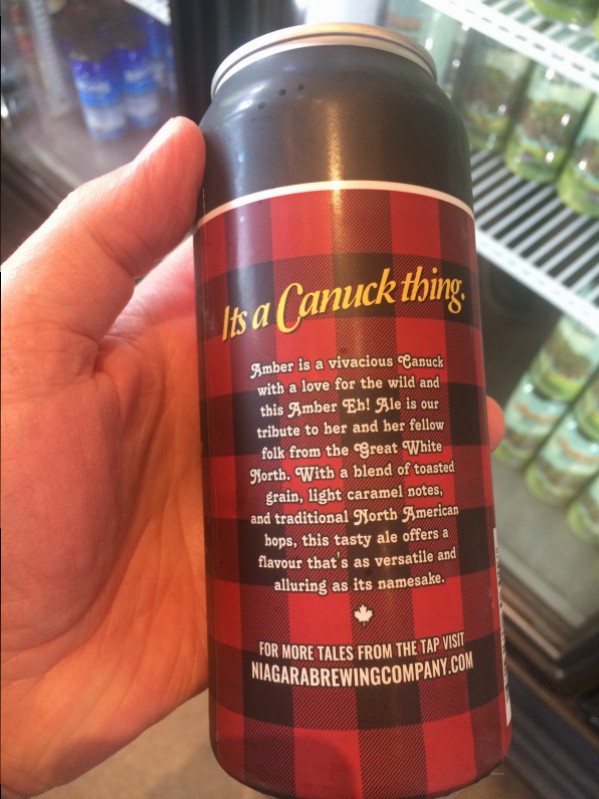 Its a Canuck thing.
Amber is a vivacious Canuck
with a love for the wild and
this Amber Eh! Ale is our
tribute to her and her fellow
folk from the Great White
North. With a blend of toasted
grain, light caramel notes,
and traditional North American
hops, this tasty ale offers a
flavour that's as versatile and
alluring as its namesake.
FOR MORE TALES FROM THE TAP VISIT
NIAGARABREWINGCOMPANY.COM